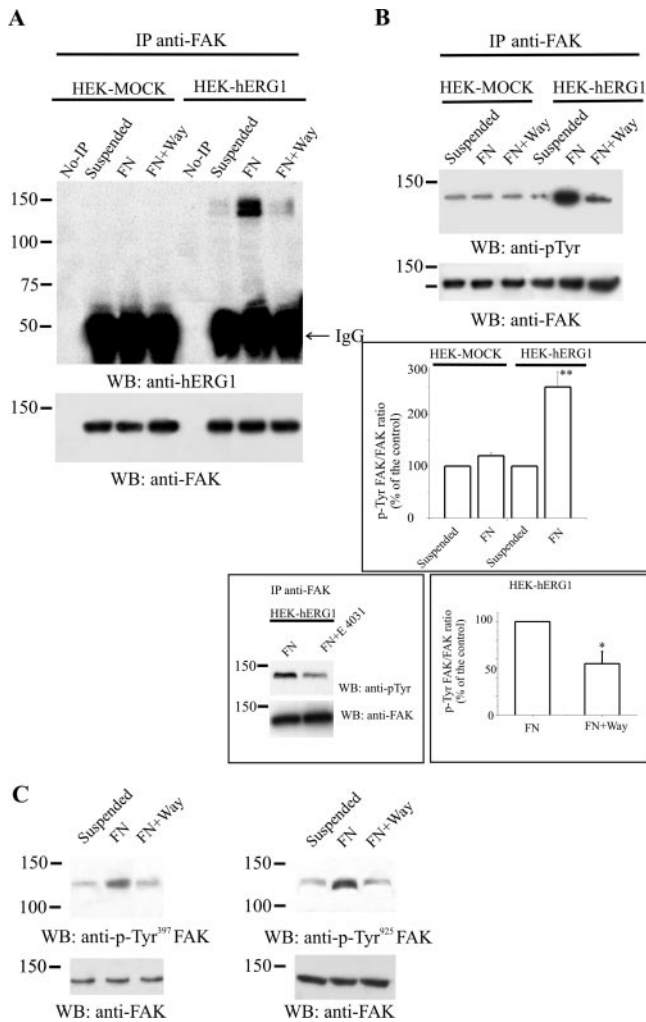 A
IP anti-FAK
HEK-MOCK HEK-hERG1
No-IP Suspended FN FN+Way No-IP Suspended FN FN+Way
150
100
75
50
← IgG
WB: anti-hERG1
150
WB: anti-FAK
B
IP anti-FAK
HEK-MOCK HEK-hERG1
Suspended FN FN+Way Suspended FN FN+Way
150
WB: anti-pTyr
150
WB: anti-FAK
HEK-MOCK HEK-hERG1
p-Tyr FAK/FAK ratio
(% of the control)
300
200
100
0
**
Suspended FN Suspended FN
IP anti-FAK
HEK-hERG1
FN FN+E 4031
150
WB: anti-pTyr
150
WB: anti-FAK
HEK-hERG1
p-Tyr FAK/FAK ratio
(% of the control)
100
50
0
*
FN FN+Way
C
Suspended FN FN+Way
150
100
WB: anti-p-Tyr³⁹⁷ FAK
150
WB: anti-FAK
Suspended FN FN+Way
150
100
WB: anti-p-Tyr⁹²⁵ FAK
150
WB: anti-FAK